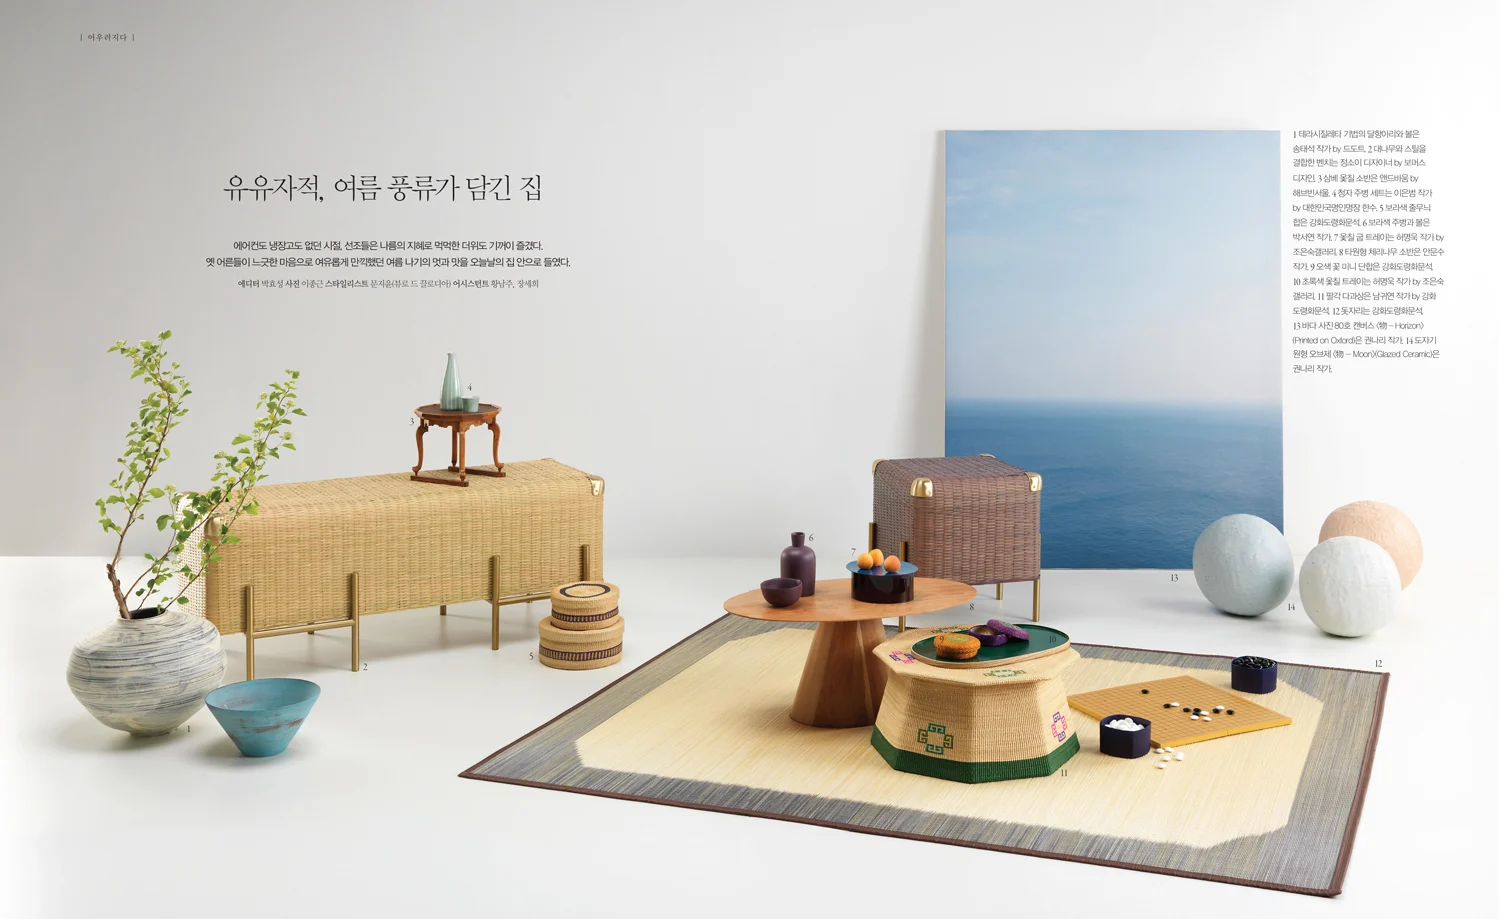 | 어우러지다 |
유유자적, 여름 풍류가 담긴 집
에어컨도 냉장고도 없던 시절, 선조들은 나름의 지혜로 먹먹한 더위도 기꺼이 즐겼다.
옛 어른들이 느긋한 마음으로 여유롭게 만끽했던 여름 나기의 멋과 맛을 오늘날의 집 안으로 들였다.
에디터 박효성 사진 이종근 스타일리스트 문지윤(뷰로 드 끌로디아) 어시스턴트 황남주, 장세희
1 테라시질레타 기법의 달항아리와 볼은
송태석 작가 by 드도트. 2 대나무와 스틸을
결합한 벤치는 정소이 디자이너 by 보머스
디자인. 3 삼베 옻칠 소반은 앤드바움 by
해브빈서울. 4 청자 주병 세트는 이은범 작가
by 대한민국명인명장 한수. 5 보라색 줄무늬
합은 강화도령화문석. 6 보라색 주병과 볼은
박서연 작가. 7 옻칠 굽 트레이는 허명욱 작가 by
조은숙갤러리. 8 타원형 체리나무 소반은 안문수
작가. 9 오색 꽃 미니 단합은 강화도령화문석.
10 초록색 옻칠 트레이는 허명욱 작가 by 조은숙
갤러리. 11 팔각 다과상은 남귀연 작가 by 강화
도령화문석. 12 돗자리는 강화도령화문석.
13 바다 사진 80호 캔버스 〈物 – Horizon〉
(Printed on Oxford)은 권나리 작가. 14 도자기
원형 오브제 〈物 – Moon〉(Glazed Ceramic)은
권나리 작가.
4
3
6
7
13
14
8
9
10
5
2
12
1
11